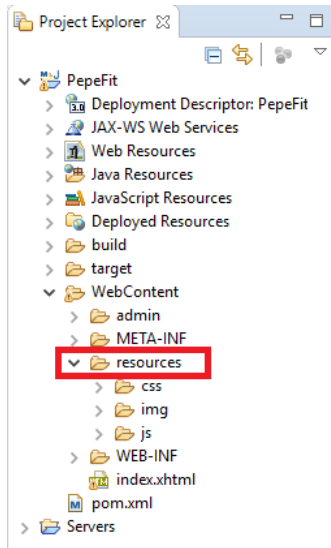 Project Explorer
PepeFit
Deployment Descriptor: PepeFit
JAX-WS Web Services
Web Resources
Java Resources
JavaScript Resources
Deployed Resources
build
target
WebContent
admin
META-INF
resources
css
img
js
WEB-INF
index.xhtml
pom.xml
Servers